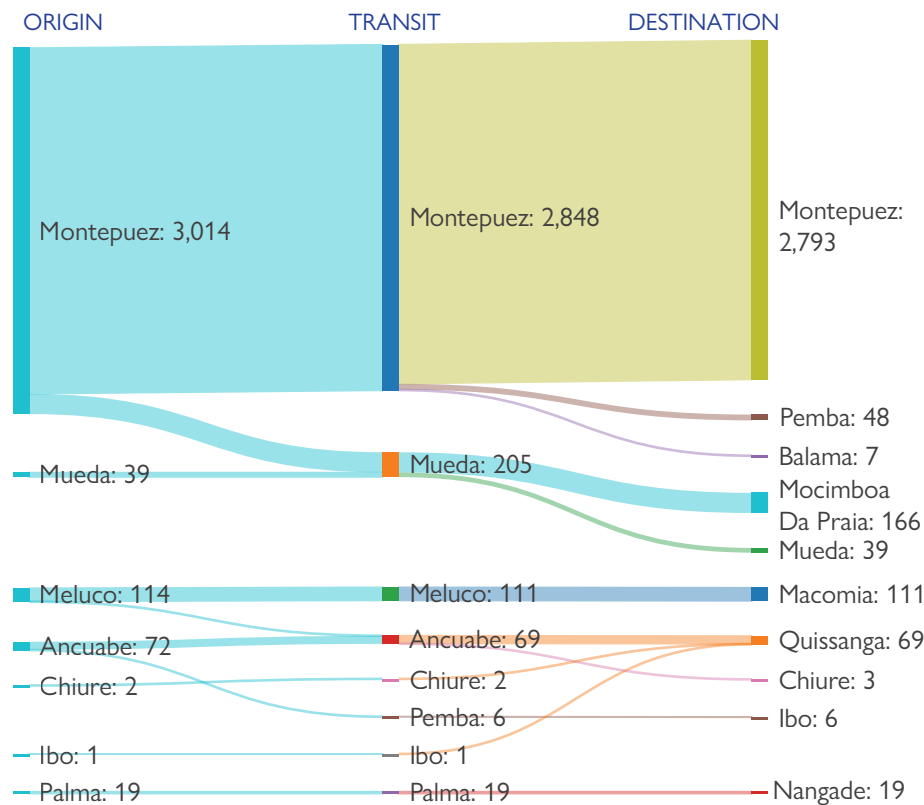 ORIGIN
TRANSIT
DESTINATION
Montepuez: 3,014
Montepuez: 2,848
Montepuez:
2,793
Pemba: 48
Balama: 7
Mueda: 39
Mueda: 205
Mocimboa
Da Praia: 166
Mueda: 39
Meluco: 114
Meluco: 111
Macomia: 111
Ancuabe: 72
Ancuabe: 69
Quissanga: 69
Chiure: 2
Chiure: 2
Chiure: 3
Pemba: 6
Ibo: 6
Ibo: 1
Ibo: 1
Palma: 19
Palma: 19
Nangade: 19